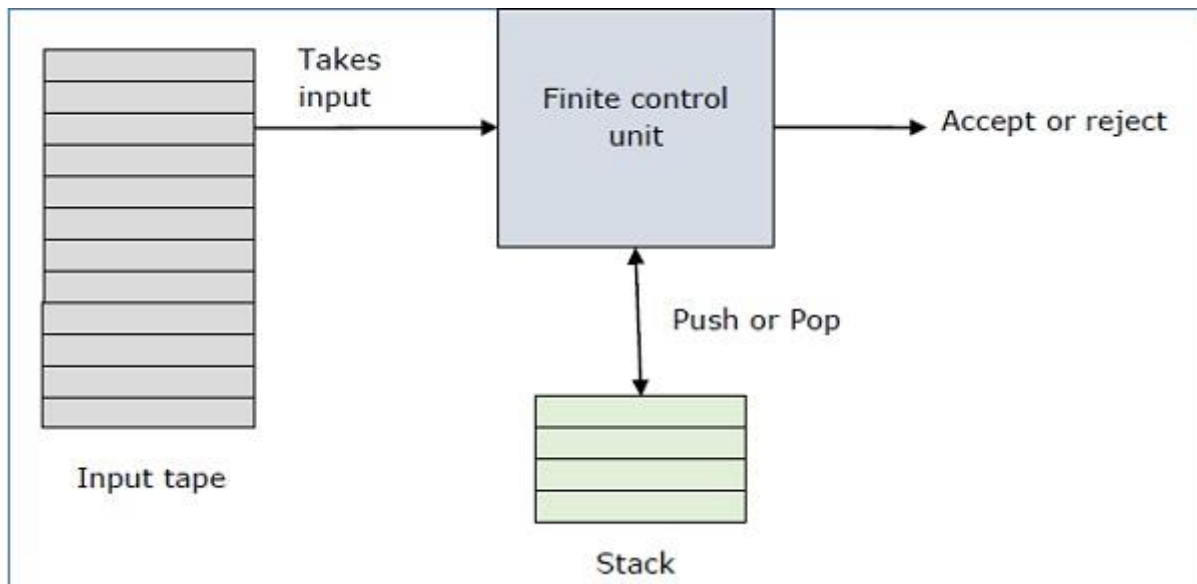 Takes
input
Finite control
unit
Accept or reject
Push or Pop
Input tape
Stack